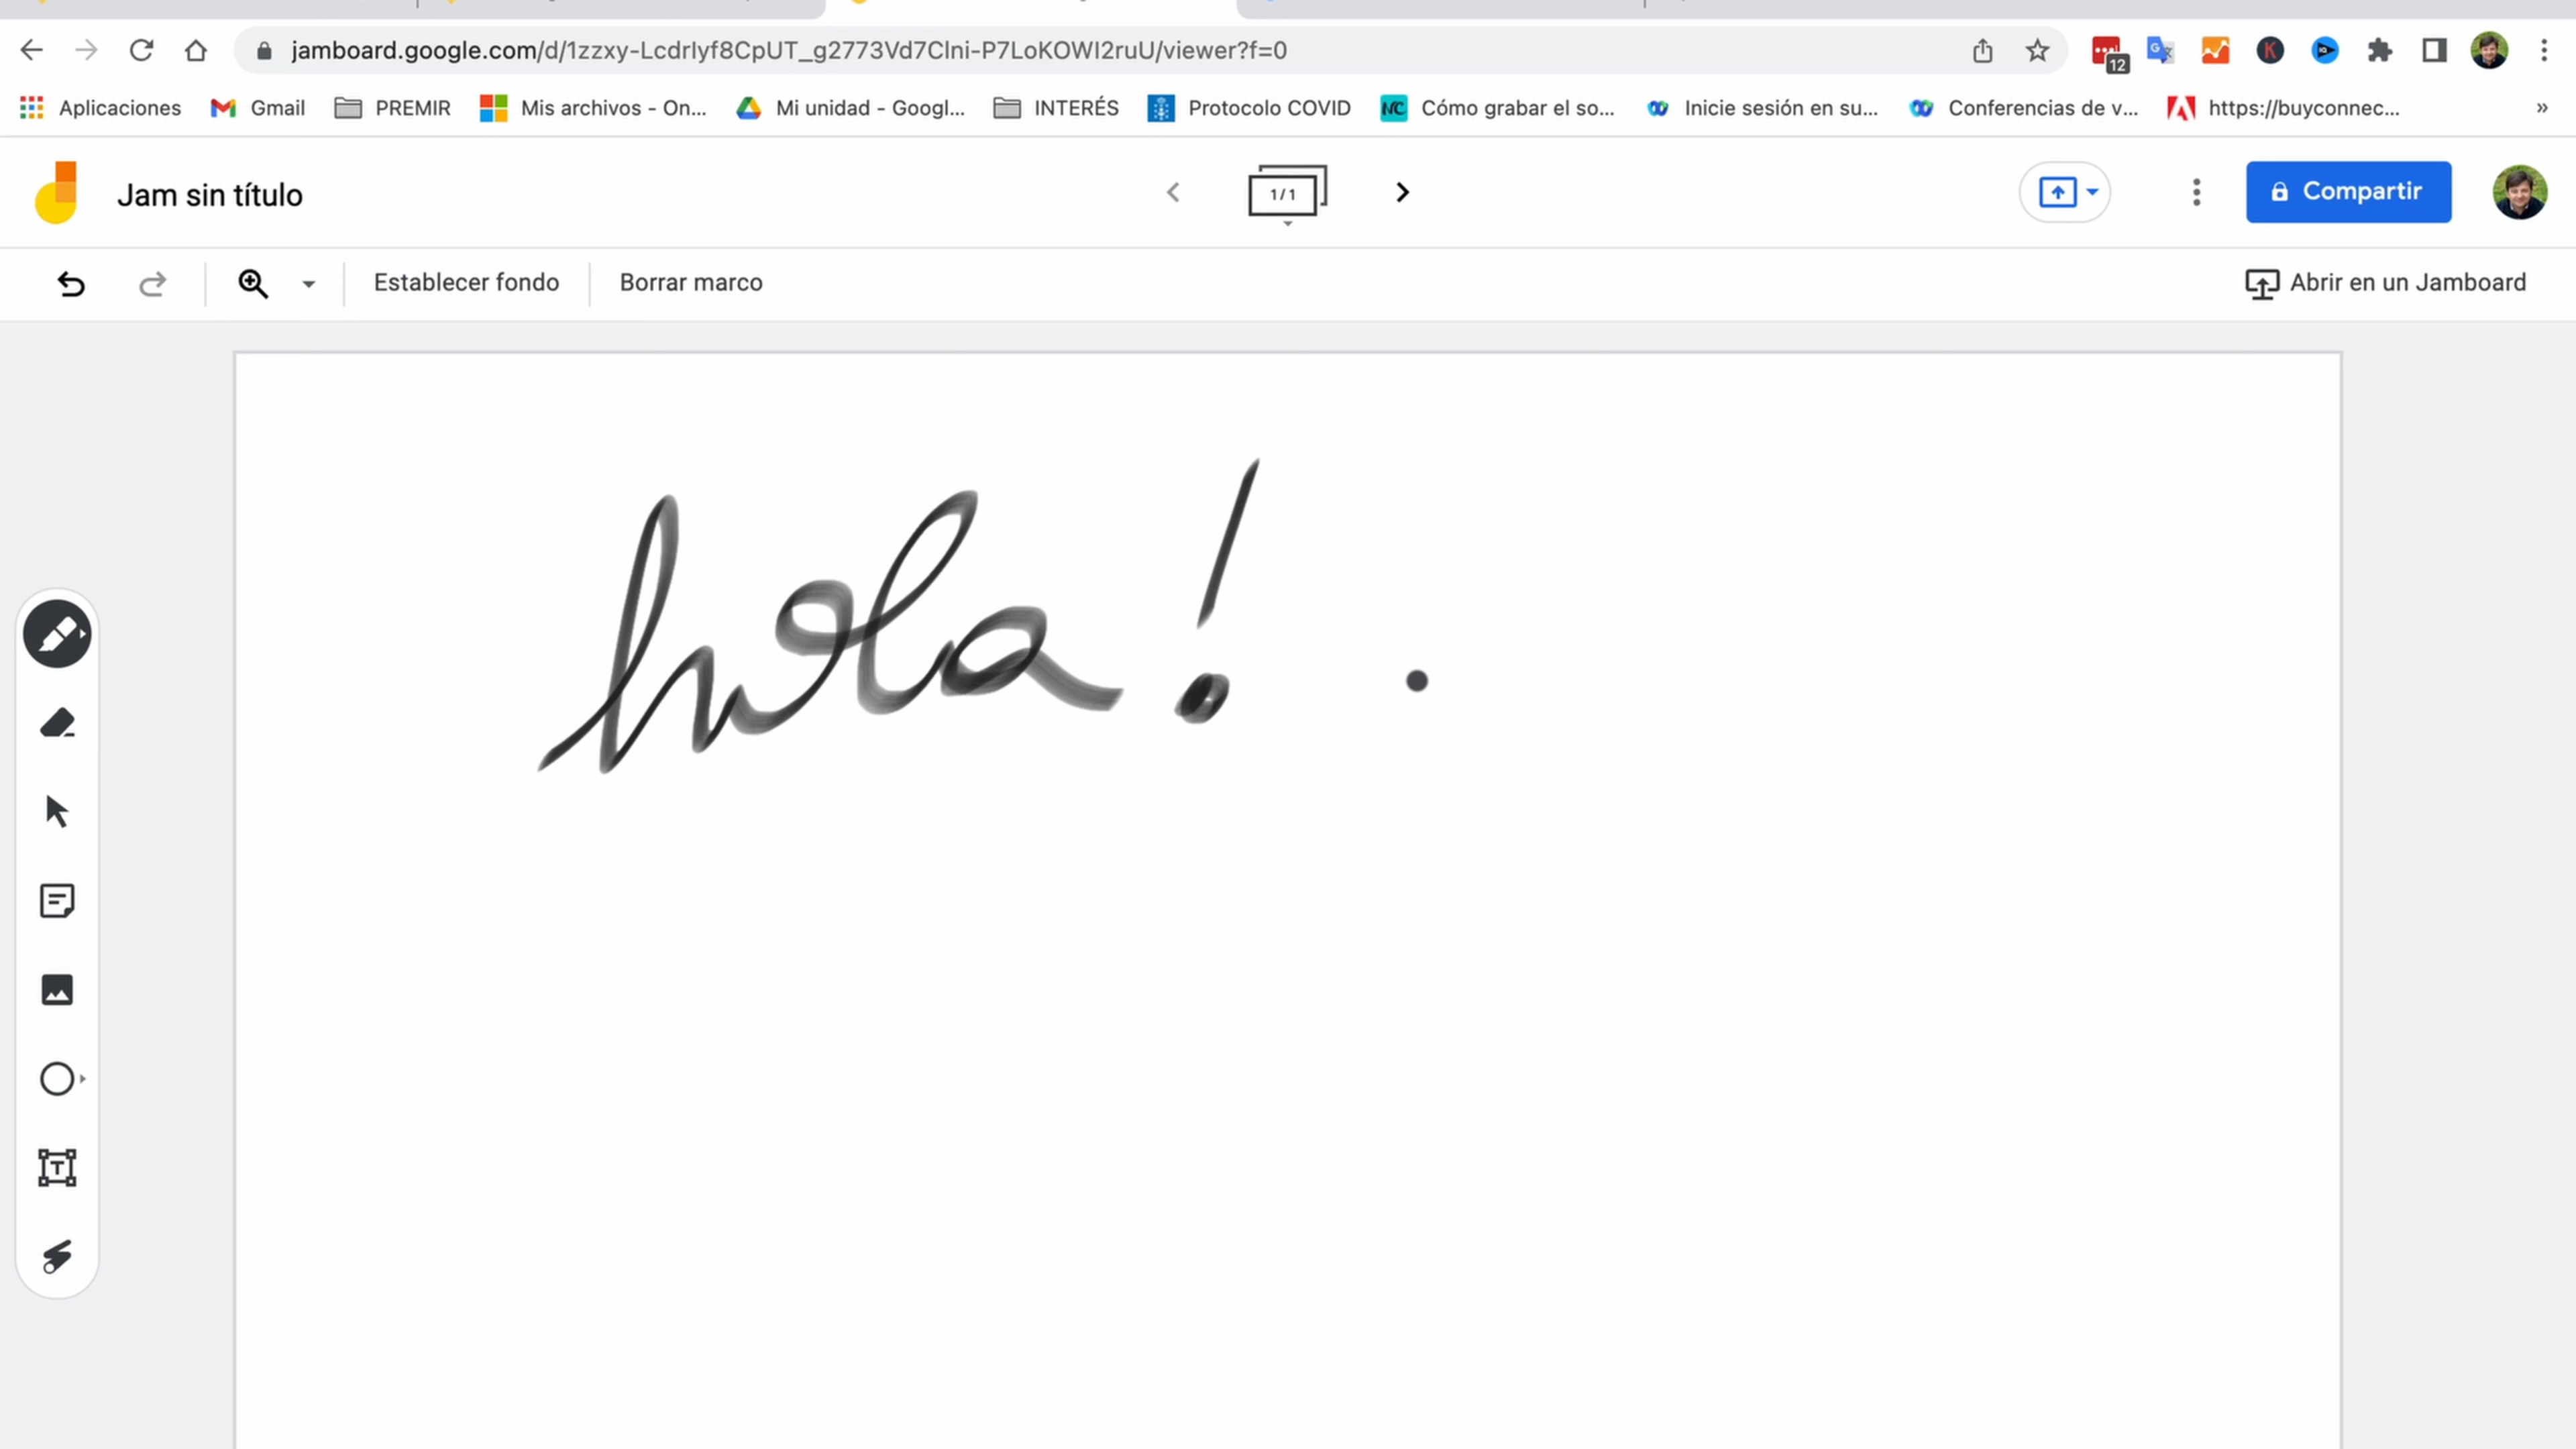 jamboard.google.com/d/1zzxy-Lcdrlyf8CpUT_g2773Vd7Clni-P7LoKOWI2ruU/viewer?f=0
12
Aplicaciones Gmail PREMIR Mis archivos - On... Mi unidad - Googl... INTERÉS Protocolo COVID NC Cómo grabar el so... Inicie sesión en su... Conferencias de v... https://buyconnec... »
Jam sin título 1/1 Compartir
Establecer fondo Borrar marco Abrir en un Jamboard
hola!